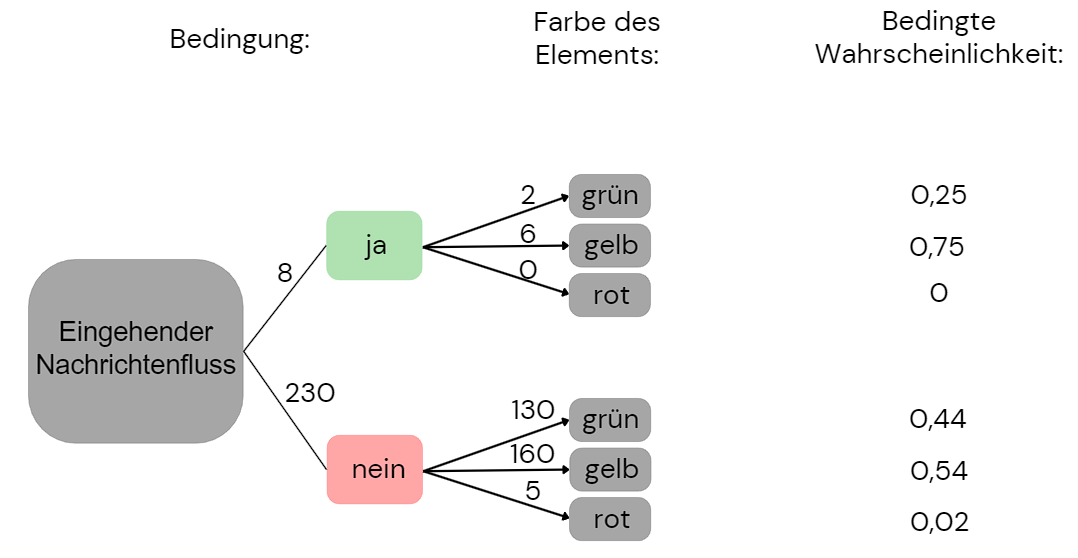 Bedingung:
Farbe des
Elements:
Bedingte
Wahrscheinlichkeit:
2
grün
0,25
ja
6
gelb
0,75
8
0
rot
0
Eingehender
Nachrichtenfluss
230
130
grün
0,44
nein
160
gelb
0,54
5
rot
0,02